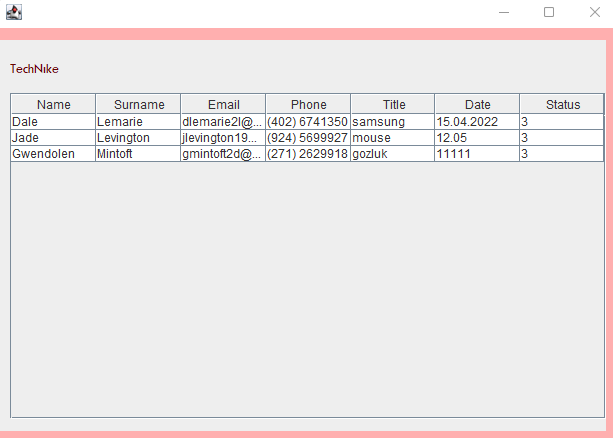 TechNike
Name Surname Email Phone Title Date Status
Dale Lemarie dlemarie2l@... (402) 6741350 samsung 15.04.2022 3
Jade Levington jlevington19... (924) 5699927 mouse 12.05 3
Gwendolen Mintoft gmintoft2d@... (271) 2629918 gozluk 11111 3